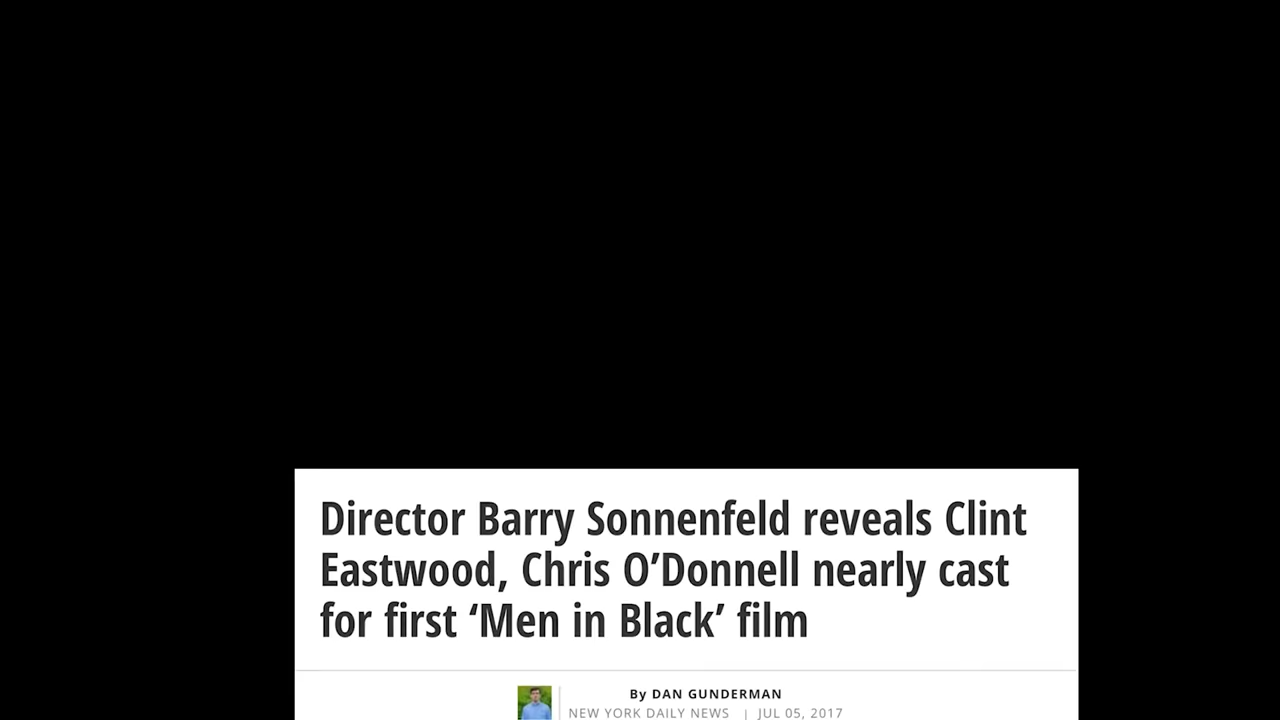 Director Barry Sonnenfeld reveals Clint
Eastwood, Chris O’Donnell nearly cast
for first ‘Men in Black’ film
By DAN GUNDERMAN
NEW YORK DAILY NEWS | JUL 05, 2017